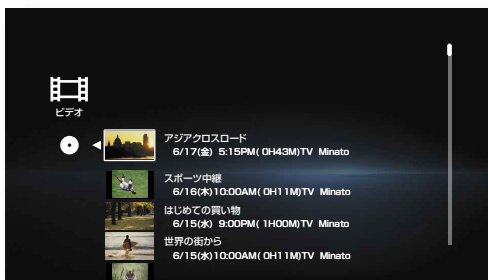 ビデオ
アジアクロスロード
6/17(金) 5:15PM( 0H43M)TV Minato
スポーツ中継
6/16(木)10:00AM( 0H11M)TV Minato
はじめての買い物
6/15(水) 9:00PM( 1H00M)TV Minato
世界の街から
6/15(水)10:00AM( 0H11M)TV Minato